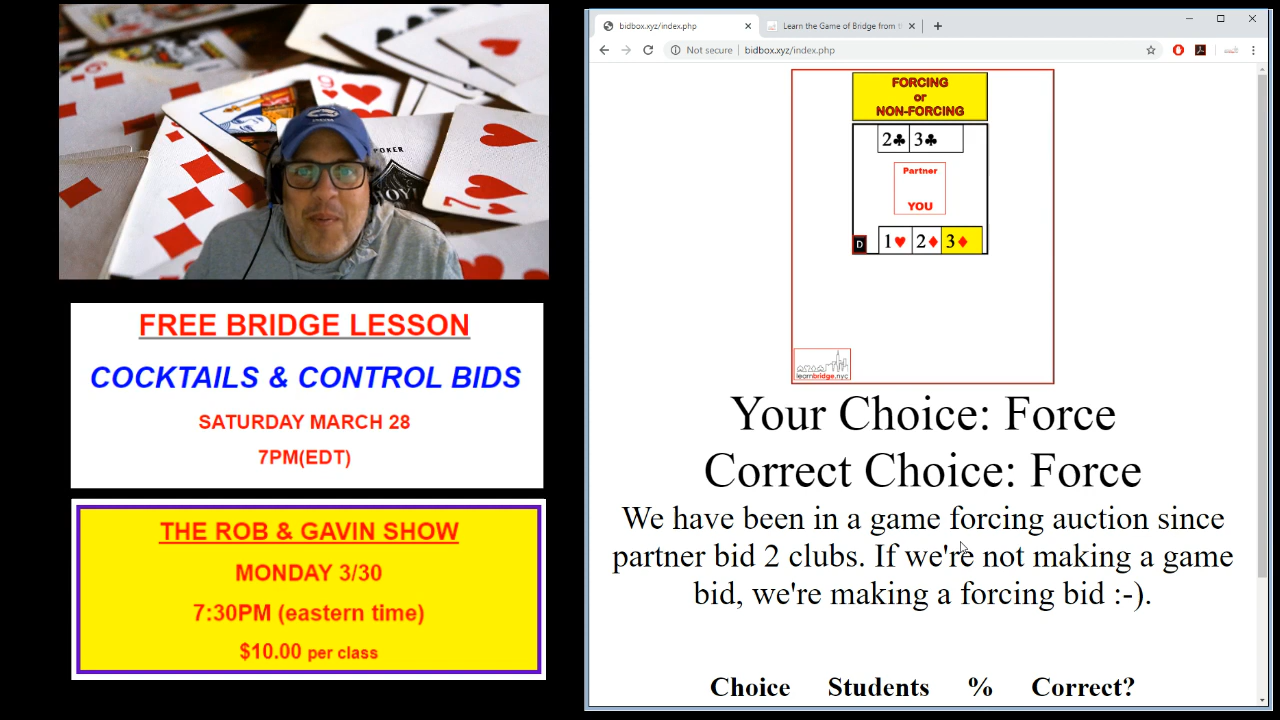 POKER
7
FREE BRIDGE LESSON
COCKTAILS & CONTROL BIDS
SATURDAY MARCH 28
7PM(EDT)
THE ROB & GAVIN SHOW
MONDAY 3/30
7:30PM (eastern time)
$10.00 per class
bidbox.xyz/index.php
Learn the Game of Bridge from t
Not secure | bidbox.xyz/index.php
FORCING
or
NON-FORCING
2♣ 3♣
Partner
YOU
D 1♥ 2♦ 3♦
learnbridge.nyc
Your Choice: Force
Correct Choice: Force
We have been in a game forcing auction since
partner bid 2 clubs. If we're not making a game
bid, we're making a forcing bid :-).
Choice Students % Correct?